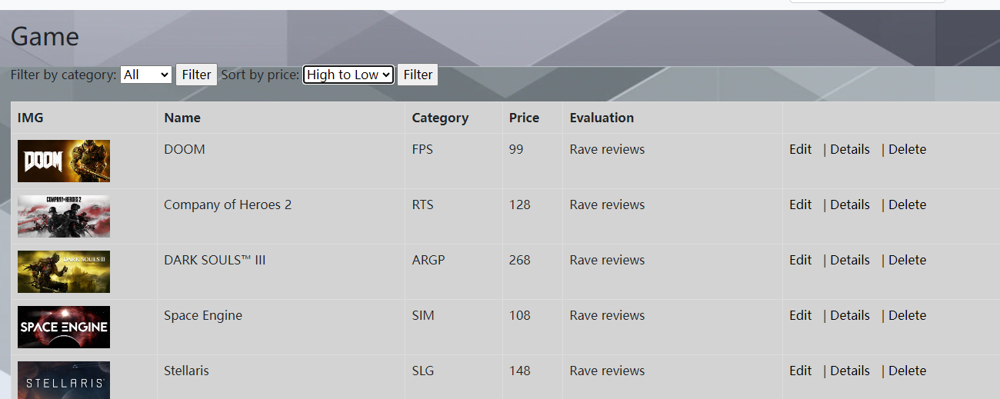 Game
Filter by category: All Filter Sort by price: High to Low Filter
IMG Name Category Price Evaluation
DOOM DOOM FPS 99 Rave reviews Edit | Details | Delete
COMPANY OF HEROES 2 Company of Heroes 2 RTS 128 Rave reviews Edit | Details | Delete
DARK SOULS III DARK SOULS™ III ARGP 268 Rave reviews Edit | Details | Delete
SPACE ENGINE Space Engine SIM 108 Rave reviews Edit | Details | Delete
STELLARIS Stellaris SLG 148 Rave reviews Edit | Details | Delete